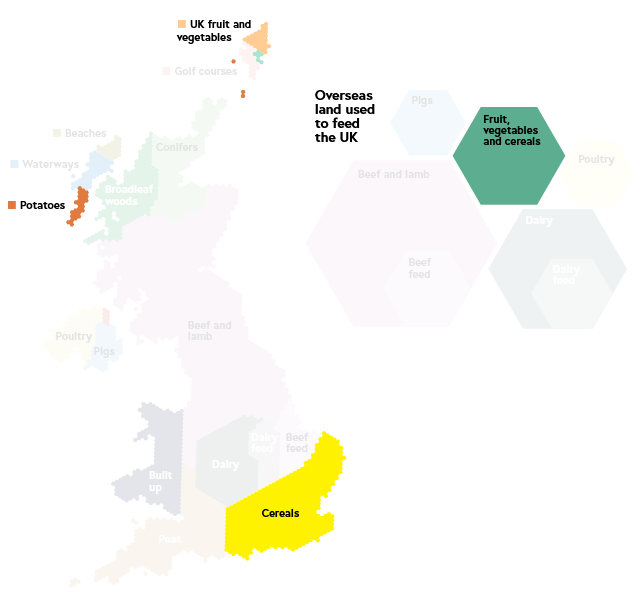 UK fruit and
vegetables
Golf courses
Overseas
land used
to feed
the UK
Pigs
Fruit,
vegetables
and cereals
Poultry
Beaches
Conifers
Waterways
Beef and lamb
Broadleaf
woods
Potatoes
Dairy
Beef
feed
Dairy
feed
Beef and
lamb
Poultry
Pigs
Dairy
feed
Beef
feed
Dairy
Built
up
Cereals
Peat